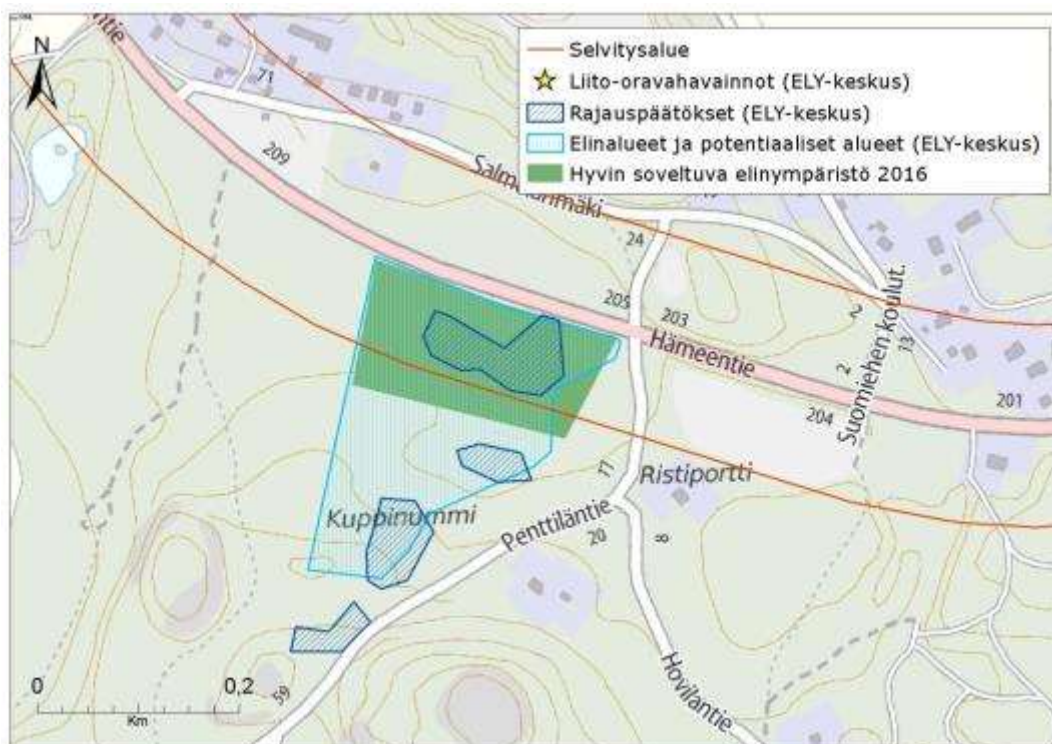 N
Selvitysalue
Liito-oravahavainnot (ELY-keskus)
Rajauspäätökset (ELY-keskus)
Elinalueet ja potentiaaliset alueet (ELY-keskus)
Hyvin soveltuva elinympäristö 2016
71
209
24
205
203
Hämeentie
2
2
13
Suomiehen koulut.
204
201
Ristiportti
11
Kuppinummi
Penttiläntie
20
8
59
Hovilantie
0
0,2
Km